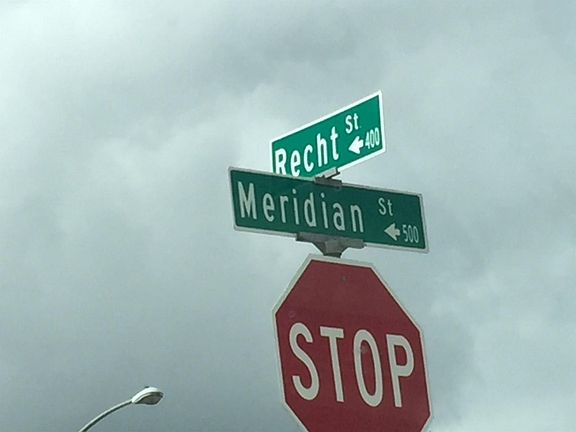 Recht St
← 400
Meridian St
← 500
STOP